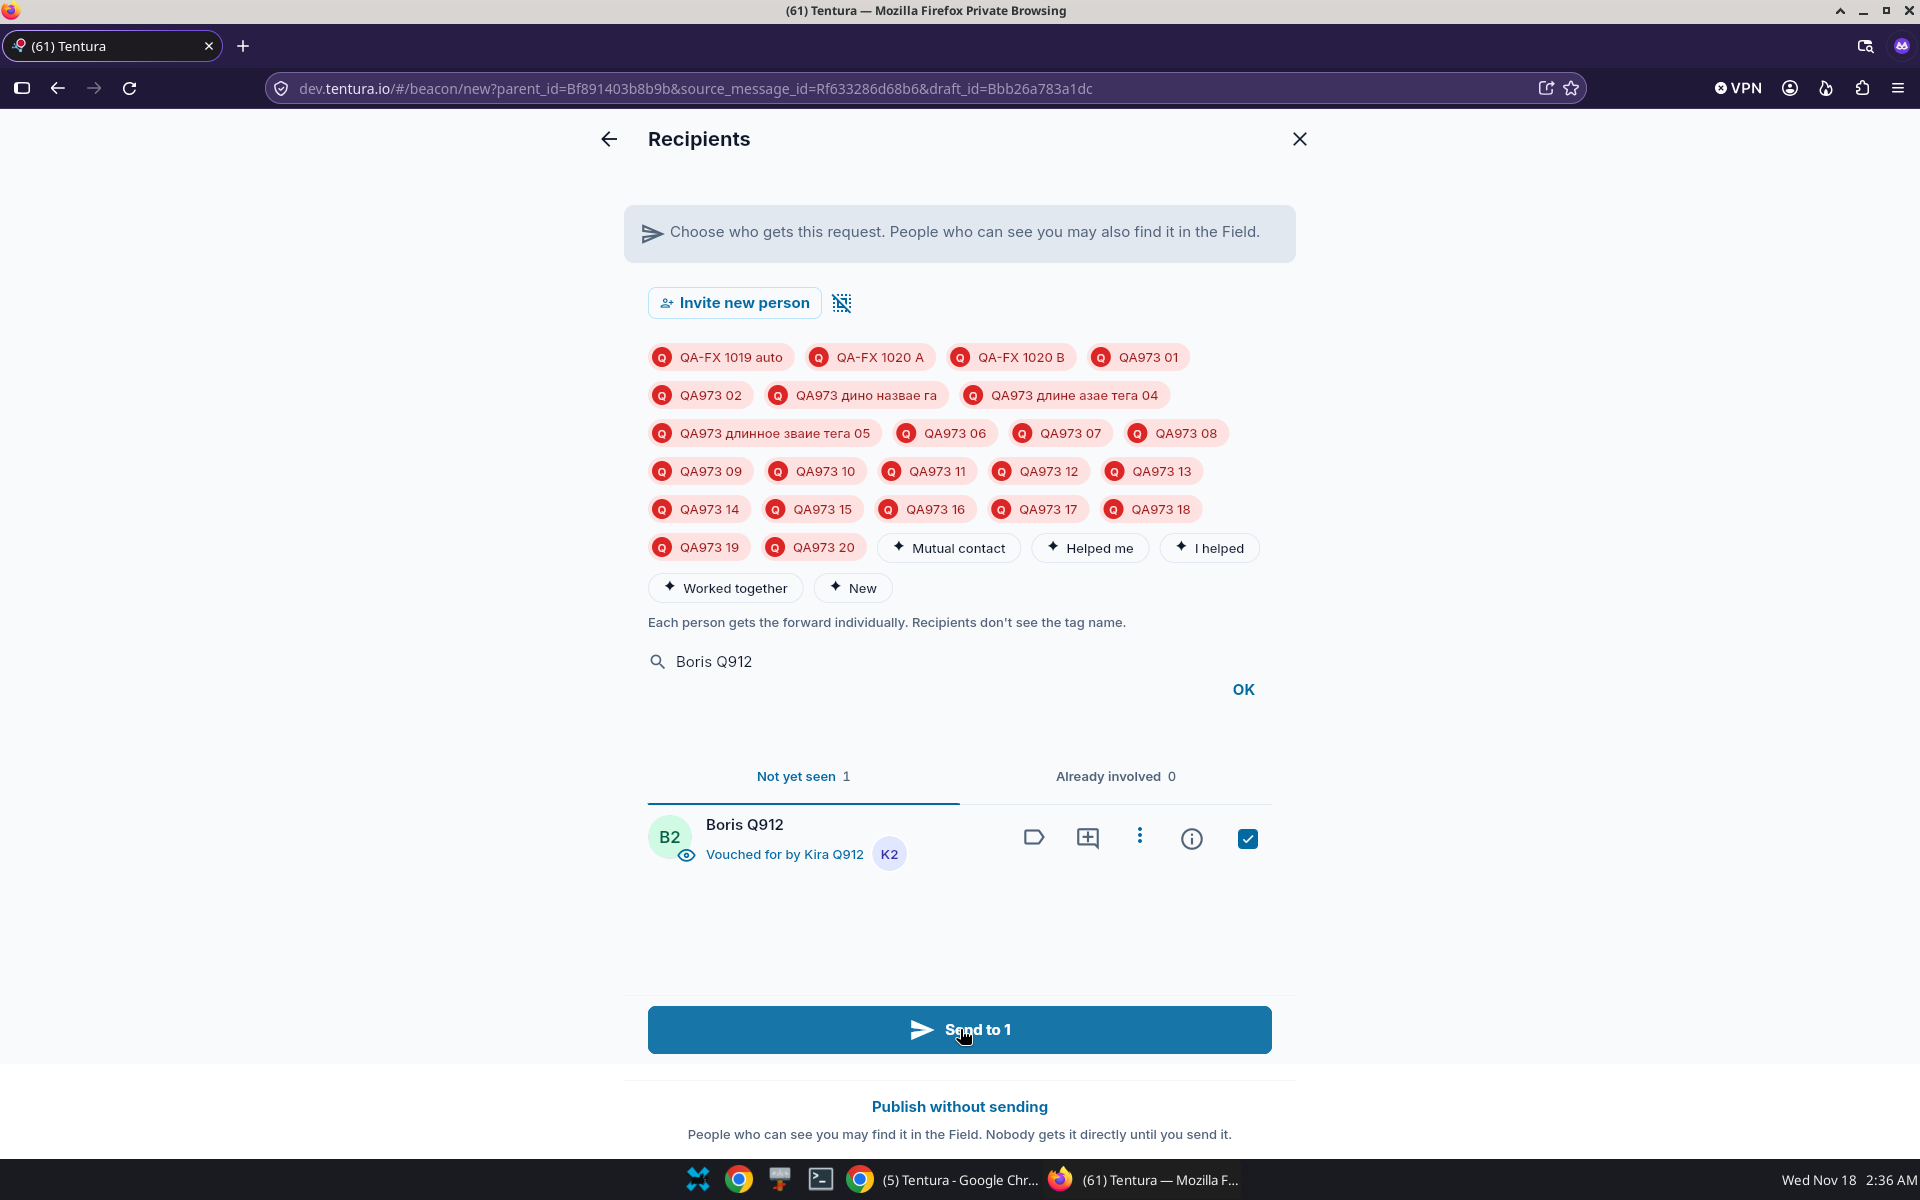 (61) Tentura — Mozilla Firefox Private Browsing
(61) Tentura
dev.tentura.io/#/beacon/new?parent_id=Bf891403b8b9b&source_message_id=Rf633286d68b6&draft_id=Bbb26a783a1dc
VPN
Recipients
Choose who gets this request. People who can see you may also find it in the Field.
Invite new person
Q QA-FX 1019 auto Q QA-FX 1020 A Q QA-FX 1020 B Q QA973 01
Q QA973 02 Q QA973 дино назвае га Q QA973 длине азае тега 04
Q QA973 длинное зваие тега 05 Q QA973 06 Q QA973 07 Q QA973 08
Q QA973 09 Q QA973 10 Q QA973 11 Q QA973 12 Q QA973 13
Q QA973 14 Q QA973 15 Q QA973 16 Q QA973 17 Q QA973 18
Q QA973 19 Q QA973 20 Mutual contact Helped me I helped
Worked together New
Each person gets the forward individually. Recipients don't see the tag name.
Boris Q912
OK
Not yet seen 1 Already involved 0
B2 Boris Q912
Vouched for by Kira Q912 K2
Send to 1
Publish without sending
People who can see you may find it in the Field. Nobody gets it directly until you send it.
(5) Tentura - Google Chr... (61) Tentura — Mozilla F... Wed Nov 18 2:36 AM